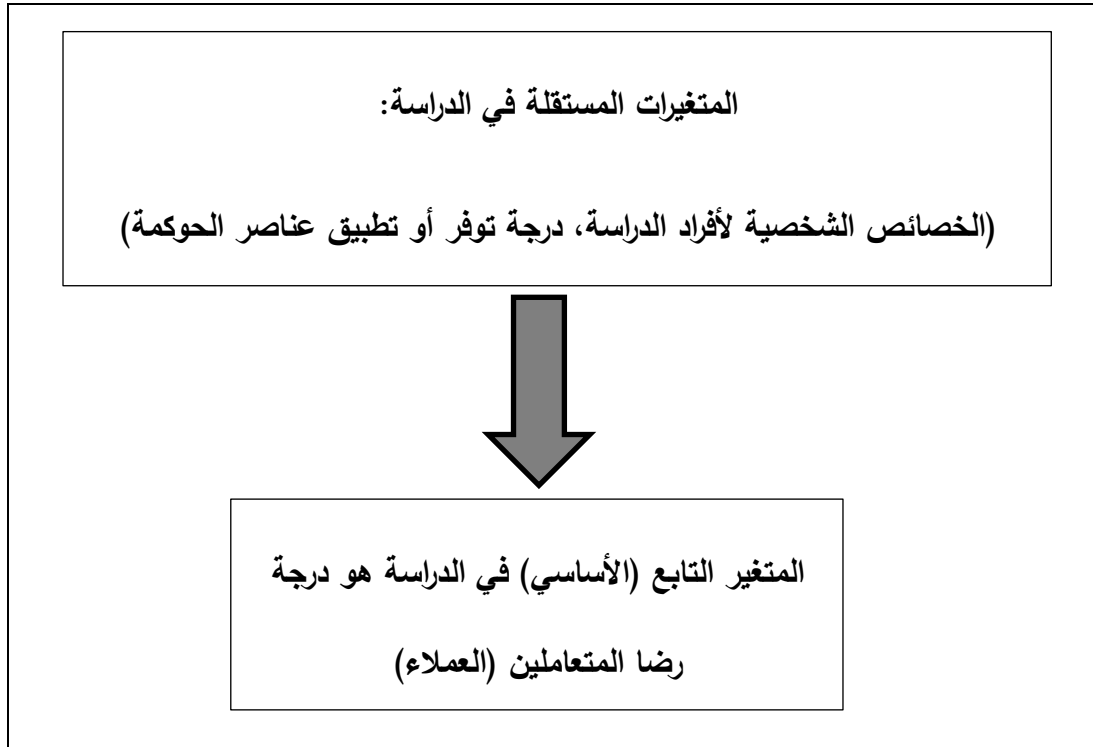 المتغيرات المستقلة في الدراسة:
(الخصائص الشخصية لأفراد الدراسة، درجة توفر أو تطبيق عناصر الحوكمة)
المتغير التابع (الأساسي) في الدراسة هو درجة
رضا المتعاملين (العملاء)